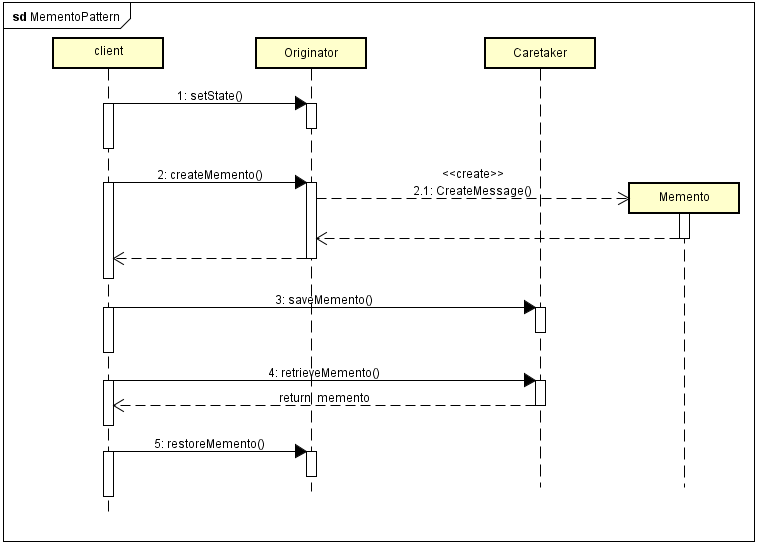 sd MementoPattern
client
Originator
Caretaker
1: setState()
2: createMemento()
<<create>>
2.1: CreateMessage()
Memento
3: saveMemento()
4: retrieveMemento()
return memento
5: restoreMemento()